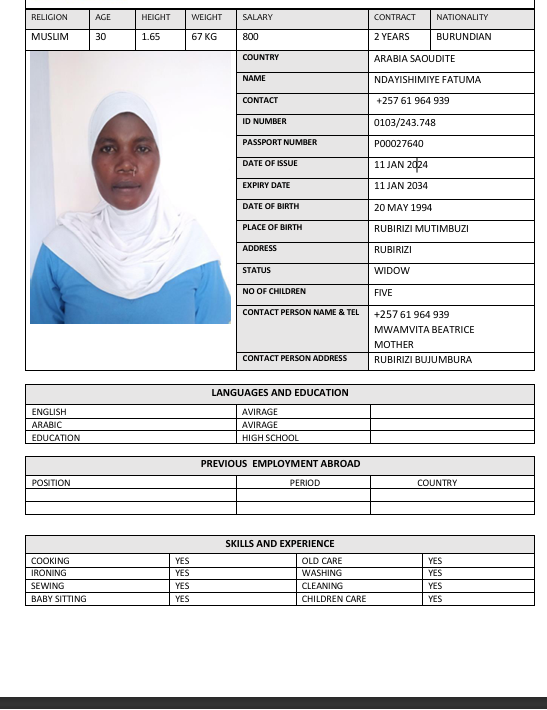 RELIGION AGE HEIGHT WEIGHT SALARY CONTRACT NATIONALITY
MUSLIM 30 1.65 67 KG 800 2 YEARS BURUNDIAN
COUNTRY ARABIA SAOUDITE
NAME NDAYISHIMIYE FATUMA
CONTACT +257 61 964 939
ID NUMBER 0103/243.748
PASSPORT NUMBER P00027640
DATE OF ISSUE 11 JAN 2024
EXPIRY DATE 11 JAN 2034
DATE OF BIRTH 20 MAY 1994
PLACE OF BIRTH RUBIRIZI MUTIMBUZI
ADDRESS RUBIRIZI
STATUS WIDOW
NO OF CHILDREN FIVE
CONTACT PERSON NAME & TEL +257 61 964 939
MWAMVITA BEATRICE
MOTHER
CONTACT PERSON ADDRESS RUBIRIZI BUJUMBURA
LANGUAGES AND EDUCATION
ENGLISH AVIRAGE
ARABIC AVIRAGE
EDUCATION HIGH SCHOOL
PREVIOUS EMPLOYMENT ABROAD
POSITION PERIOD COUNTRY
SKILLS AND EXPERIENCE
COOKING YES OLD CARE YES
IRONING YES WASHING YES
SEWING YES CLEANING YES
BABY SITTING YES CHILDREN CARE YES